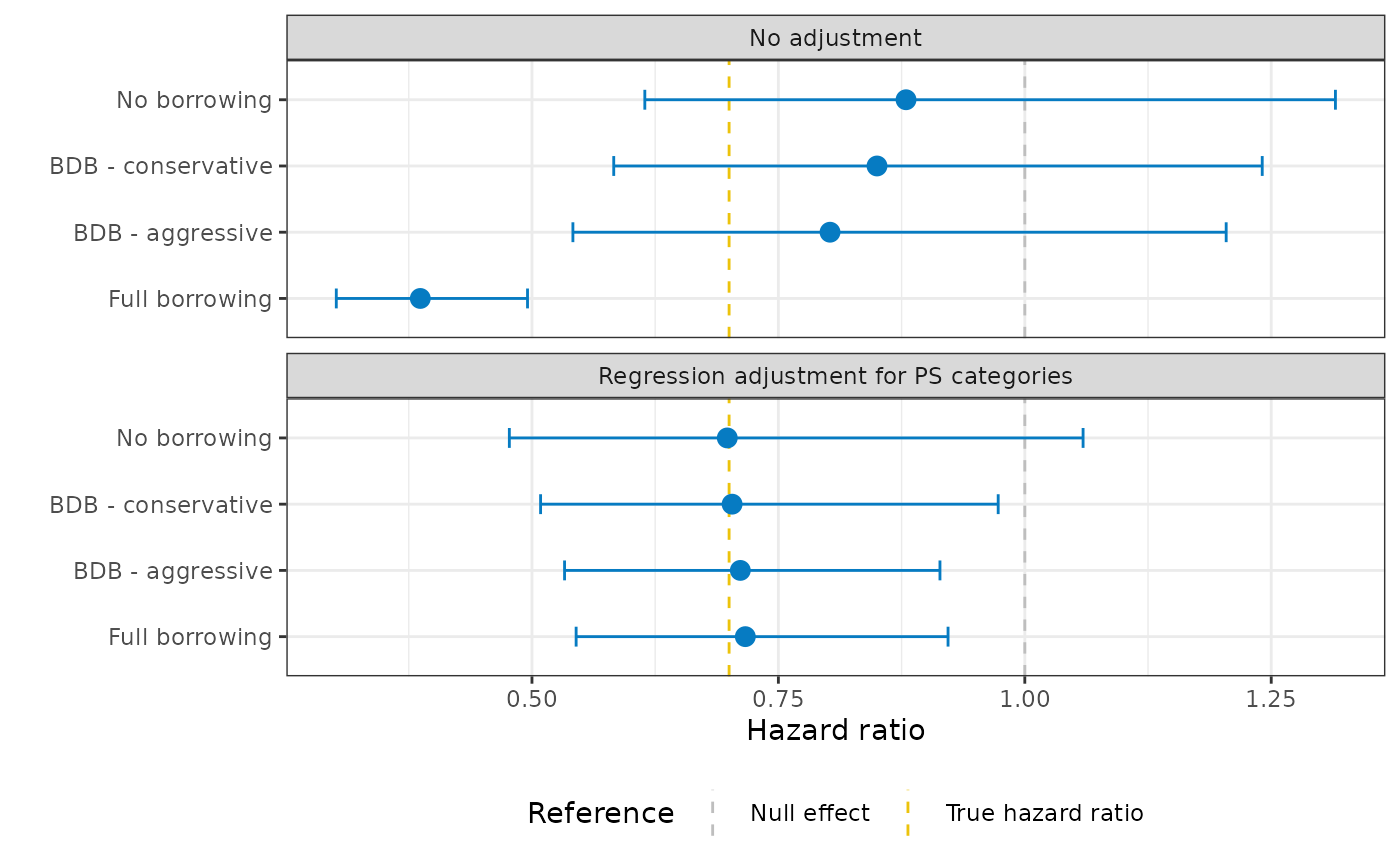 No adjustment
No borrowing
BDB - conservative
BDB - aggressive
Full borrowing
Regression adjustment for PS categories
No borrowing
BDB - conservative
BDB - aggressive
Full borrowing
0.50 0.75 1.00 1.25
Hazard ratio
Reference Null effect True hazard ratio